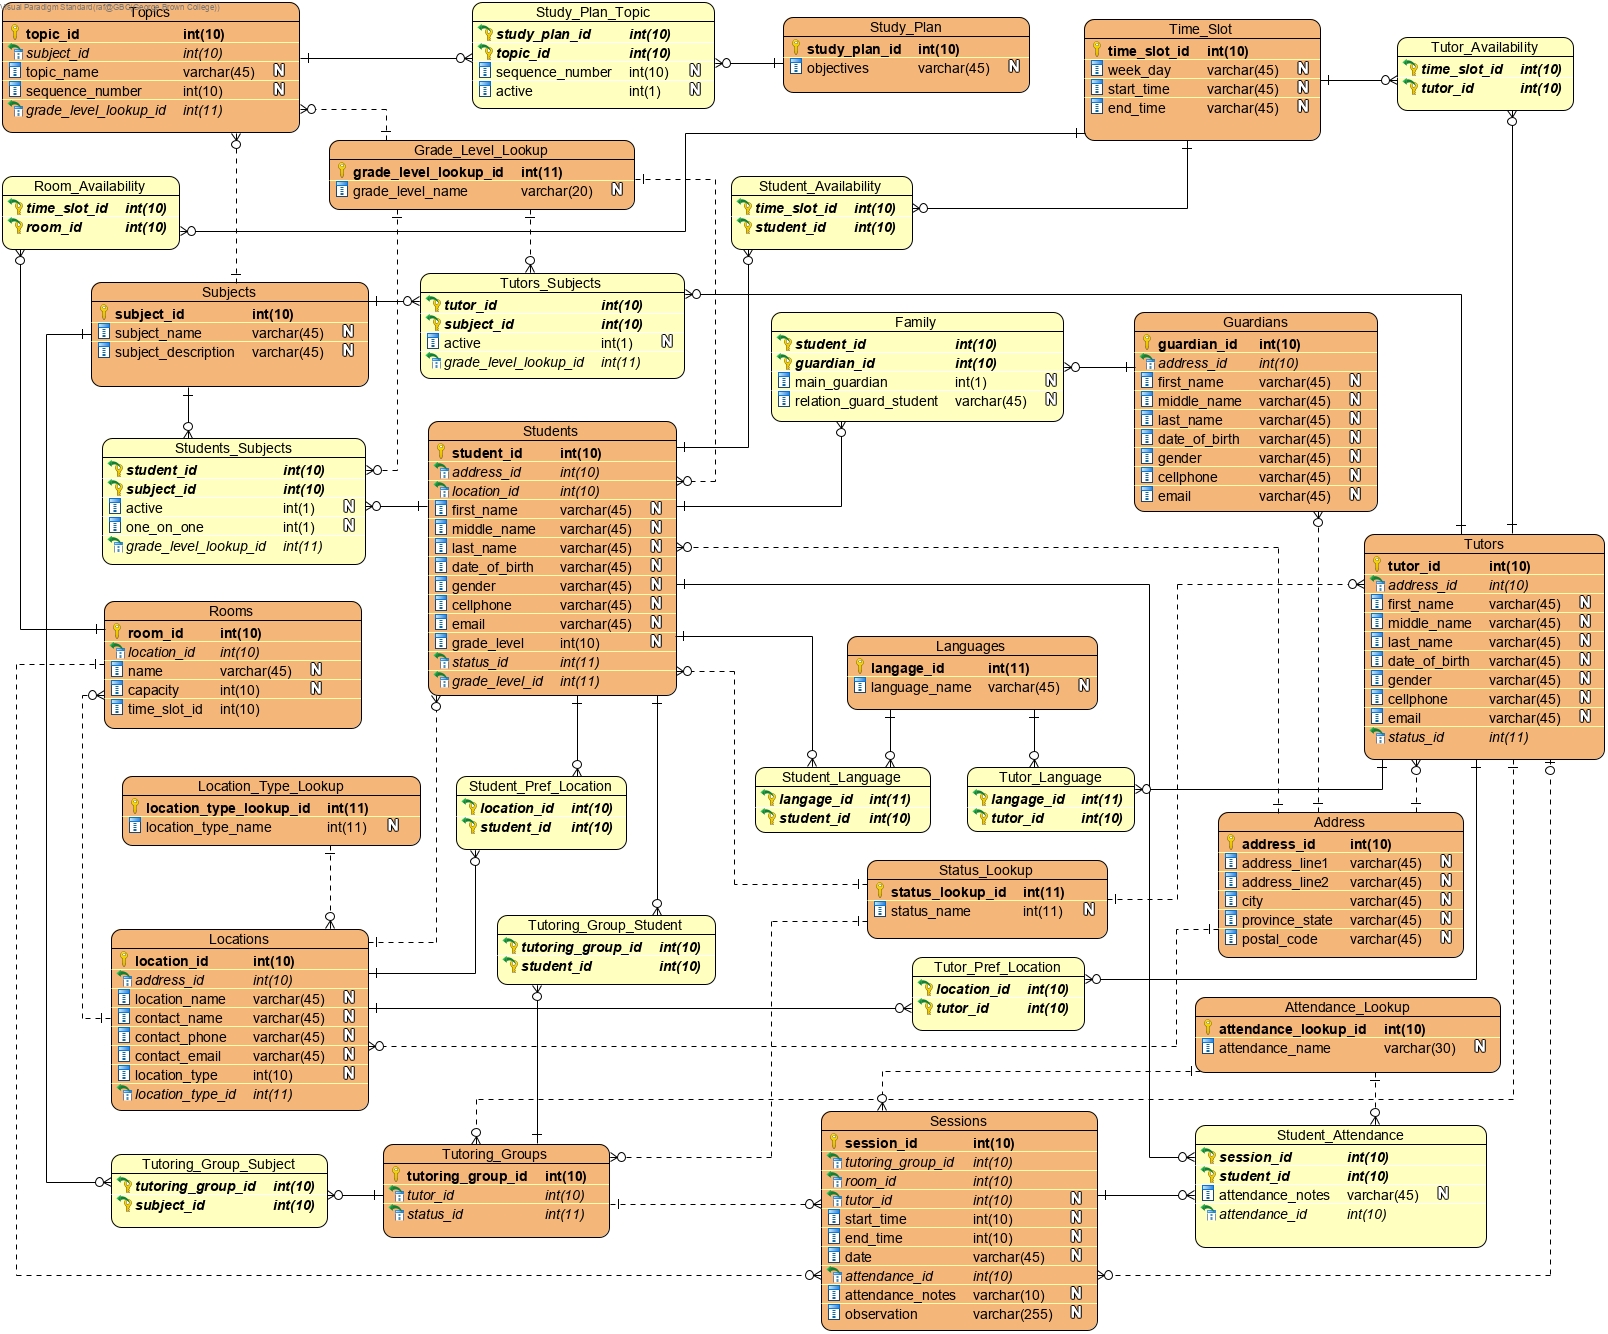 Visual Paradigm Standard(raf@GBC(George Brown College))
Topics
topic_id int(10)
subject_id int(10)
topic_name varchar(45) N
sequence_number int(10) N
grade_level_lookup_id int(11)
Study_Plan_Topic
study_plan_id int(10)
topic_id int(10)
sequence_number int(10) N
active int(1) N
Study_Plan
study_plan_id int(10)
objectives varchar(45) N
Time_Slot
time_slot_id int(10)
week_day varchar(45) N
start_time varchar(45) N
end_time varchar(45) N
Tutor_Availability
time_slot_id int(10)
tutor_id int(10)
Grade_Level_Lookup
grade_level_lookup_id int(11)
grade_level_name varchar(20) N
Room_Availability
time_slot_id int(10)
room_id int(10)
Student_Availability
time_slot_id int(10)
student_id int(10)
Subjects
subject_id int(10)
subject_name varchar(45) N
subject_description varchar(45) N
Tutors_Subjects
tutor_id int(10)
subject_id int(10)
active int(1) N
grade_level_lookup_id int(11)
Family
student_id int(10)
guardian_id int(10)
main_guardian int(1) N
relation_guard_student varchar(45) N
Guardians
guardian_id int(10)
address_id int(10)
first_name varchar(45) N
middle_name varchar(45) N
last_name varchar(45) N
date_of_birth varchar(45) N
gender varchar(45) N
cellphone varchar(45) N
email varchar(45) N
Students_Subjects
student_id int(10)
subject_id int(10)
active int(1) N
one_on_one int(1) N
grade_level_lookup_id int(11)
Students
student_id int(10)
address_id int(10)
location_id int(10)
first_name varchar(45) N
middle_name varchar(45) N
last_name varchar(45) N
date_of_birth varchar(45) N
gender varchar(45) N
cellphone varchar(45) N
email varchar(45) N
grade_level int(10) N
status_id int(11)
grade_level_id int(11)
Tutors
tutor_id int(10)
address_id int(10)
first_name varchar(45) N
middle_name varchar(45) N
last_name varchar(45) N
date_of_birth varchar(45) N
gender varchar(45) N
cellphone varchar(45) N
email varchar(45) N
status_id int(11)
Rooms
room_id int(10)
location_id int(10)
name varchar(45) N
capacity int(10) N
time_slot_id int(10)
Languages
langage_id int(11)
language_name varchar(45) N
Location_Type_Lookup
location_type_lookup_id int(11)
location_type_name int(11) N
Student_Pref_Location
location_id int(10)
student_id int(10)
Student_Language
langage_id int(11)
student_id int(10)
Tutor_Language
langage_id int(11)
tutor_id int(10)
Address
address_id int(10)
address_line1 varchar(45) N
address_line2 varchar(45) N
city varchar(45) N
province_state varchar(45) N
postal_code varchar(45) N
Status_Lookup
status_lookup_id int(11)
status_name int(11) N
Locations
location_id int(10)
address_id int(10)
location_name varchar(45) N
contact_name varchar(45) N
contact_phone varchar(45) N
contact_email varchar(45) N
location_type int(10) N
location_type_id int(11)
Tutoring_Group_Student
tutoring_group_id int(10)
student_id int(10)
Tutor_Pref_Location
location_id int(10)
tutor_id int(10)
Attendance_Lookup
attendance_lookup_id int(10)
attendance_name varchar(30) N
Tutoring_Group_Subject
tutoring_group_id int(10)
subject_id int(10)
Tutoring_Groups
tutoring_group_id int(10)
tutor_id int(10)
status_id int(11)
Sessions
session_id int(10)
tutoring_group_id int(10)
room_id int(10)
tutor_id int(10) N
start_time int(10) N
end_time int(10) N
date varchar(45) N
attendance_id int(10)
attendance_notes varchar(10) N
observation varchar(255) N
Student_Attendance
session_id int(10)
student_id int(10)
attendance_notes varchar(45) N
attendance_id int(10)